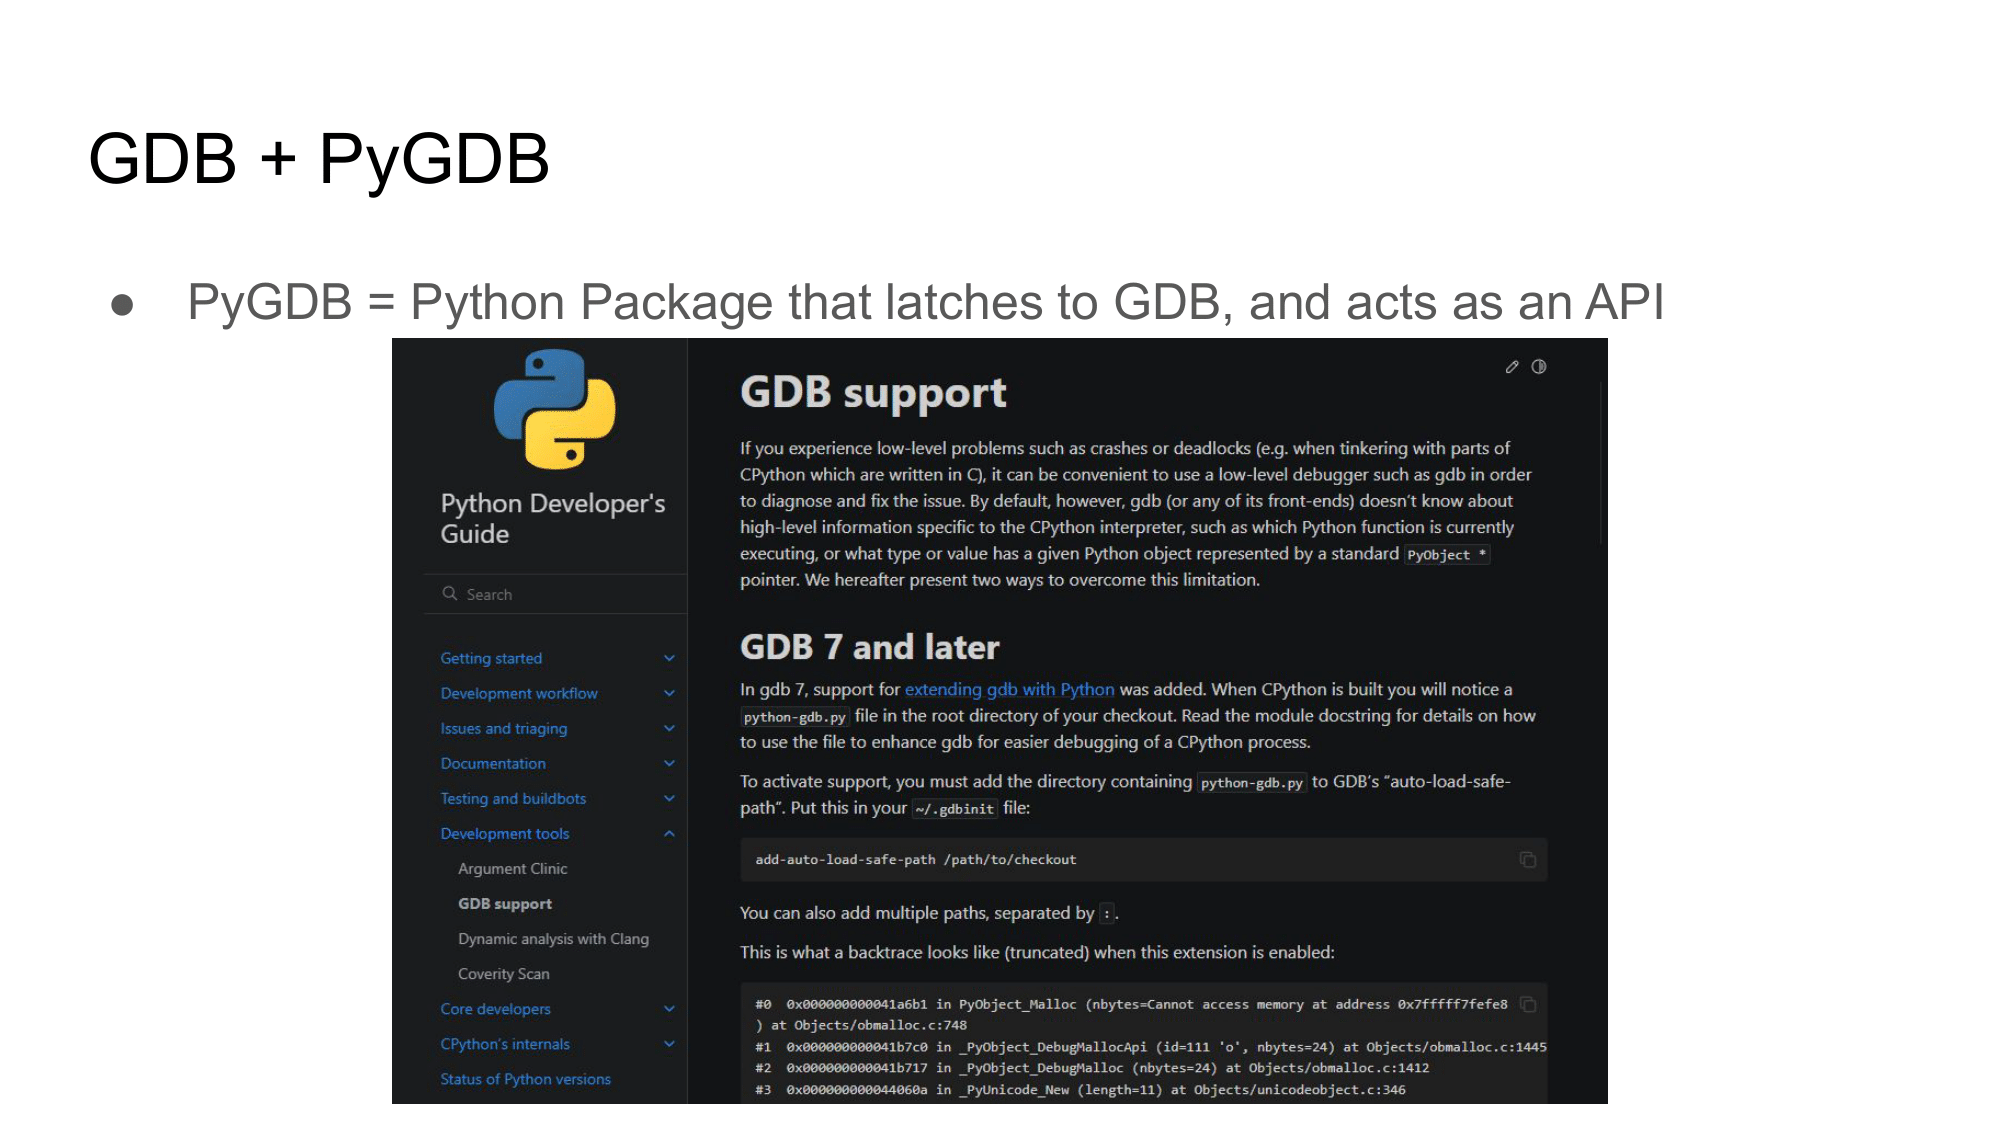 GDB + PyGDB
● PyGDB = Python Package that latches to GDB, and acts as an API
Python Developer's
Guide
Search
Getting started
Development workflow
Issues and triaging
Documentation
Testing and buildbots
Development tools
Argument Clinic
GDB support
Dynamic analysis with Clang
Coverity Scan
Core developers
CPython's internals
Status of Python versions
GDB support
If you experience low-level problems such as crashes or deadlocks (e.g. when tinkering with parts of
CPython which are written in C), it can be convenient to use a low-level debugger such as gdb in order
to diagnose and fix the issue. By default, however, gdb (or any of its front-ends) doesn't know about
high-level information specific to the CPython interpreter, such as which Python function is currently
executing, or what type or value has a given Python object represented by a standard PyObject *
pointer. We hereafter present two ways to overcome this limitation.
GDB 7 and later
In gdb 7, support for extending gdb with Python was added. When CPython is built you will notice a
python-gdb.py file in the root directory of your checkout. Read the module docstring for details on how
to use the file to enhance gdb for easier debugging of a CPython process.
To activate support, you must add the directory containing python-gdb.py to GDB's "auto-load-safe-
path". Put this in your ~/.gdbinit file:
add-auto-load-safe-path /path/to/checkout
You can also add multiple paths, separated by :.
This is what a backtrace looks like (truncated) when this extension is enabled:
#0 0x000000000041a6b1 in PyObject_Malloc (nbytes=Cannot access memory at address 0x7fffff7fefe8
) at Objects/obmalloc.c:748
#1 0x000000000041b7c0 in _PyObject_DebugMallocApi (id=111 'o', nbytes=24) at Objects/obmalloc.c:1445
#2 0x000000000041b717 in _PyObject_DebugMalloc (nbytes=24) at Objects/obmalloc.c:1412
#3 0x000000000044060a in _PyUnicode_New (length=11) at Objects/unicodeobject.c:346